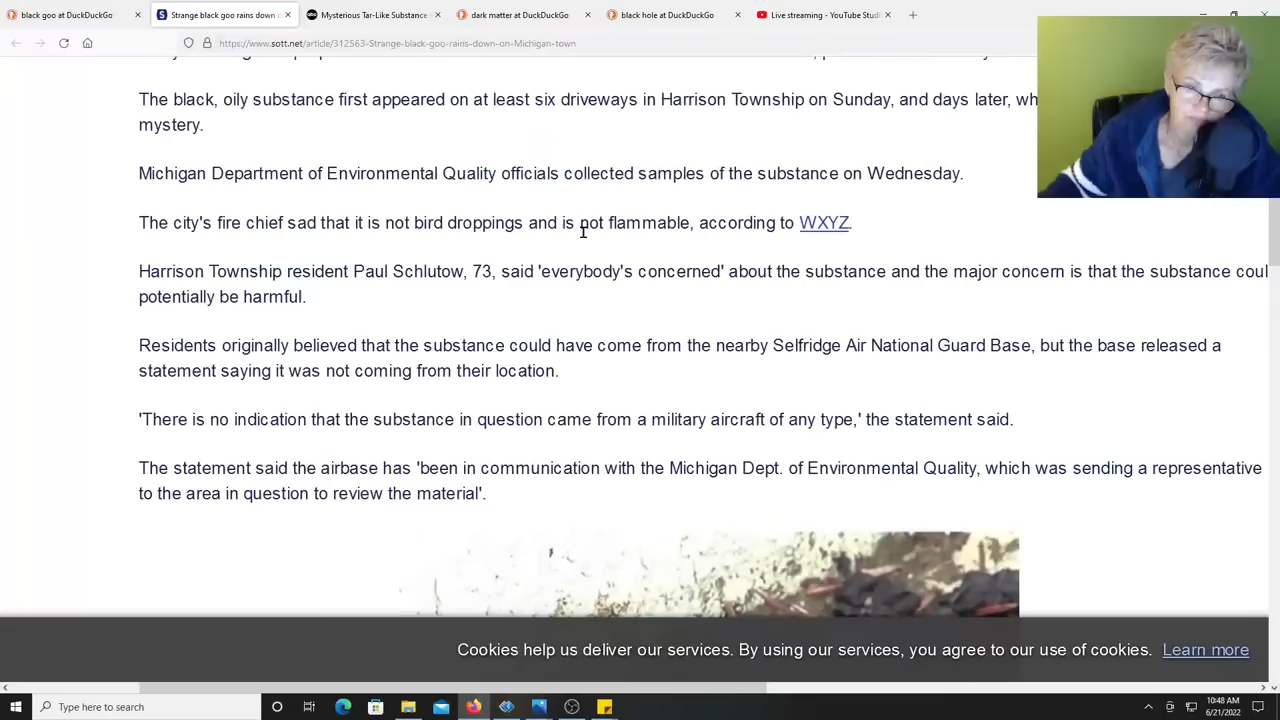 black goo at DuckDuckGo
Strange black goo rains down o
Mysterious Tar-Like Substance
dark matter at DuckDuckGo
black hole at DuckDuckGo
Live streaming - YouTube Studi
https://www.sott.net/article/312563-Strange-black-goo-rains-down-on-Michigan-town
The black, oily substance first appeared on at least six driveways in Harrison Township on Sunday, and days later, wh
mystery.
Michigan Department of Environmental Quality officials collected samples of the substance on Wednesday.
The city's fire chief sad that it is not bird droppings and is not flammable, according to WXYZ.
Harrison Township resident Paul Schlutow, 73, said 'everybody's concerned' about the substance and the major concern is that the substance coul
potentially be harmful.
Residents originally believed that the substance could have come from the nearby Selfridge Air National Guard Base, but the base released a
statement saying it was not coming from their location.
'There is no indication that the substance in question came from a military aircraft of any type,' the statement said.
The statement said the airbase has 'been in communication with the Michigan Dept. of Environmental Quality, which was sending a representative
to the area in question to review the material'.
Cookies help us deliver our services. By using our services, you agree to our use of cookies. Learn more
Type here to search
10:48 AM
6/21/2022